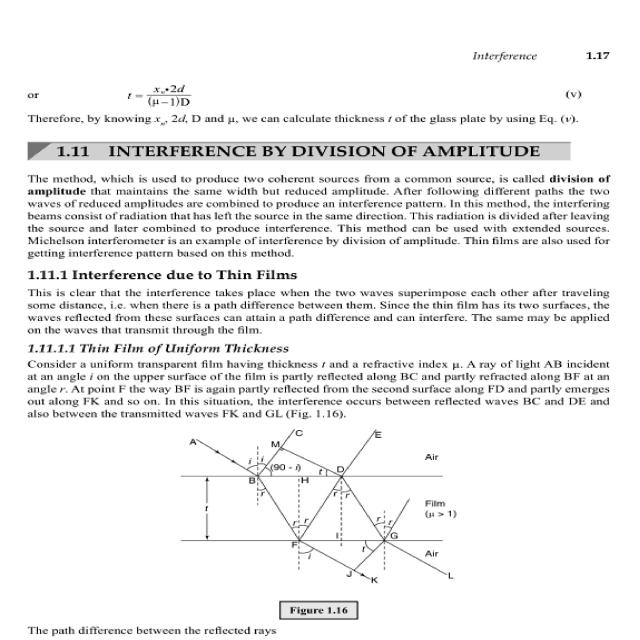 Interference 1.17
or t = xₙ•2d / (μ−1)D (v)
Therefore, by knowing xₙ, 2d, D and μ, we can calculate thickness t of the glass plate by using Eq. (v).
1.11 INTERFERENCE BY DIVISION OF AMPLITUDE
The method, which is used to produce two coherent sources from a common source, is called division of
amplitude that maintains the same width but reduced amplitude. After following different paths the two
waves of reduced amplitudes are combined to produce an interference pattern. In this method, the interfering
beams consist of radiation that has left the source in the same direction. This radiation is divided after leaving
the source and later combined to produce interference. This method can be used with extended sources.
Michelson interferometer is an example of interference by division of amplitude. Thin films are also used for
getting interference pattern based on this method.
1.11.1 Interference due to Thin Films
This is clear that the interference takes place when the two waves superimpose each other after traveling
some distance, i.e. when there is a path difference between them. Since the thin film has its two surfaces, the
waves reflected from these surfaces can attain a path difference and can interfere. The same may be applied
on the waves that transmit through the film.
1.11.1.1 Thin Film of Uniform Thickness
Consider a uniform transparent film having thickness t and a refractive index μ. A ray of light AB incident
at an angle i on the upper surface of the film is partly reflected along BC and partly refracted along BF at an
angle r. At point F the way BF is again partly reflected from the second surface along FD and partly emerges
out along FK and so on. In this situation, the interference occurs between reflected waves BC and DE and
also between the transmitted waves FK and GL (Fig. 1.16).
A M C E
Air
i i (90 - i) i
B H D
r r r
t
Film
(μ > 1)
r r r r
F I G
i i
Air
J K L
Figure 1.16
The path difference between the reflected rays